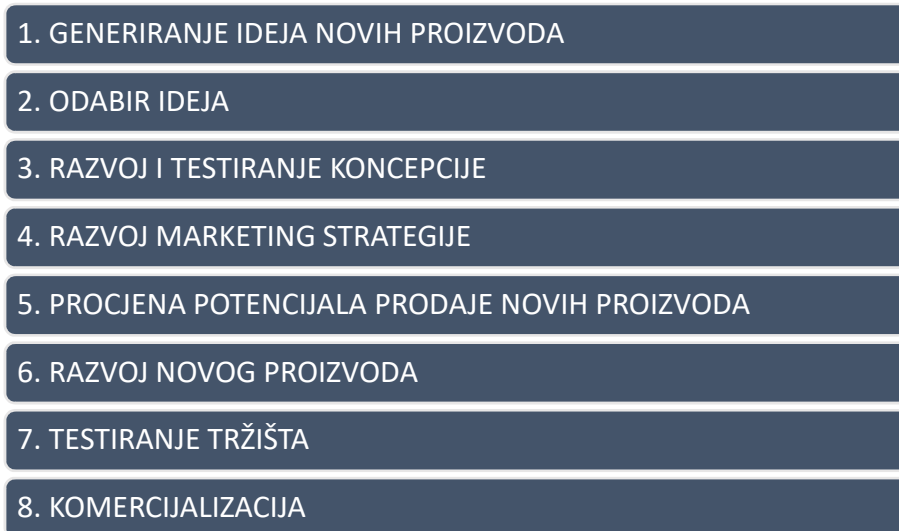 1. GENERIRANJE IDEJA NOVIH PROIZVODA
2. ODABIR IDEJA
3. RAZVOJ I TESTIRANJE KONCEPCIJE
4. RAZVOJ MARKETING STRATEGIJE
5. PROCJENA POTENCIJALA PRODAJE NOVIH PROIZVODA
6. RAZVOJ NOVOG PROIZVODA
7. TESTIRANJE TRŽIŠTA
8. KOMERCIJALIZACIJA